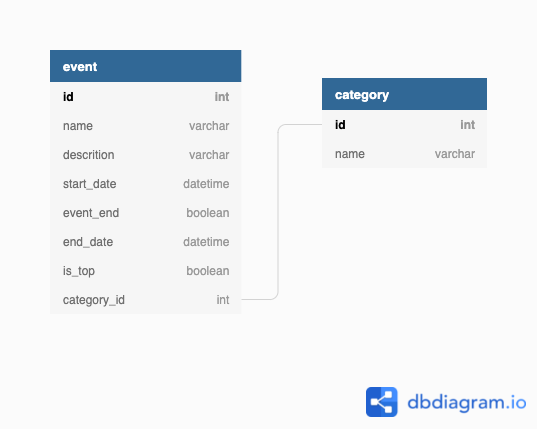 event
id int
name varchar
descrition varchar
start_date datetime
event_end boolean
end_date datetime
is_top boolean
category_id int
category
id int
name varchar
dbdiagram.io